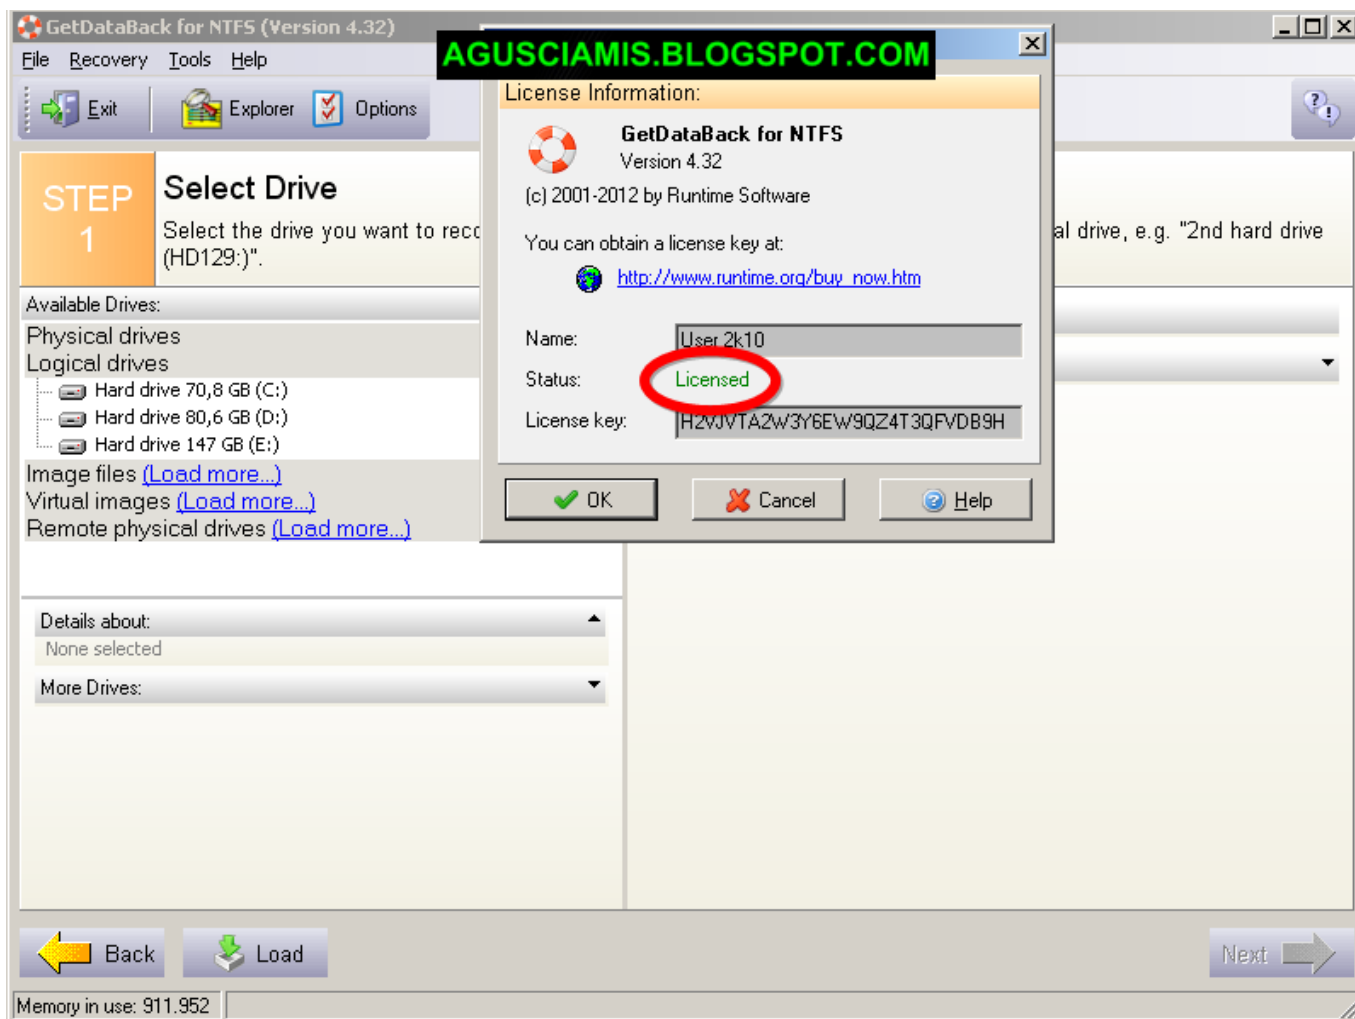 GetDataBack for NTFS (Version 4.32)
AGUSCIAMIS.BLOGSPOT.COM
File Recovery Tools Help
Exit Explorer Options
License Information:
GetDataBack for NTFS
Version 4.32
(c) 2001-2012 by Runtime Software
You can obtain a license key at:
http://www.runtime.org/buy_now.htm
Name: User 2k10
Status: Licensed
License key: H2VJVTA2W3Y6EW9QZ4T3QFVDB9H
OK Cancel Help
STEP
1
Select Drive
Select the drive you want to
al drive, e.g. "2nd hard drive
(HD129:)".
Available Drives:
Physical drives
Logical drives
Hard drive 70,8 GB (C:)
Hard drive 80,6 GB (D:)
Hard drive 147 GB (E:)
Image files (Load more...)
Virtual images (Load more...)
Remote physical drives (Load more...)
Details about:
None selected
More Drives:
Back Load Next
Memory in use: 911.952